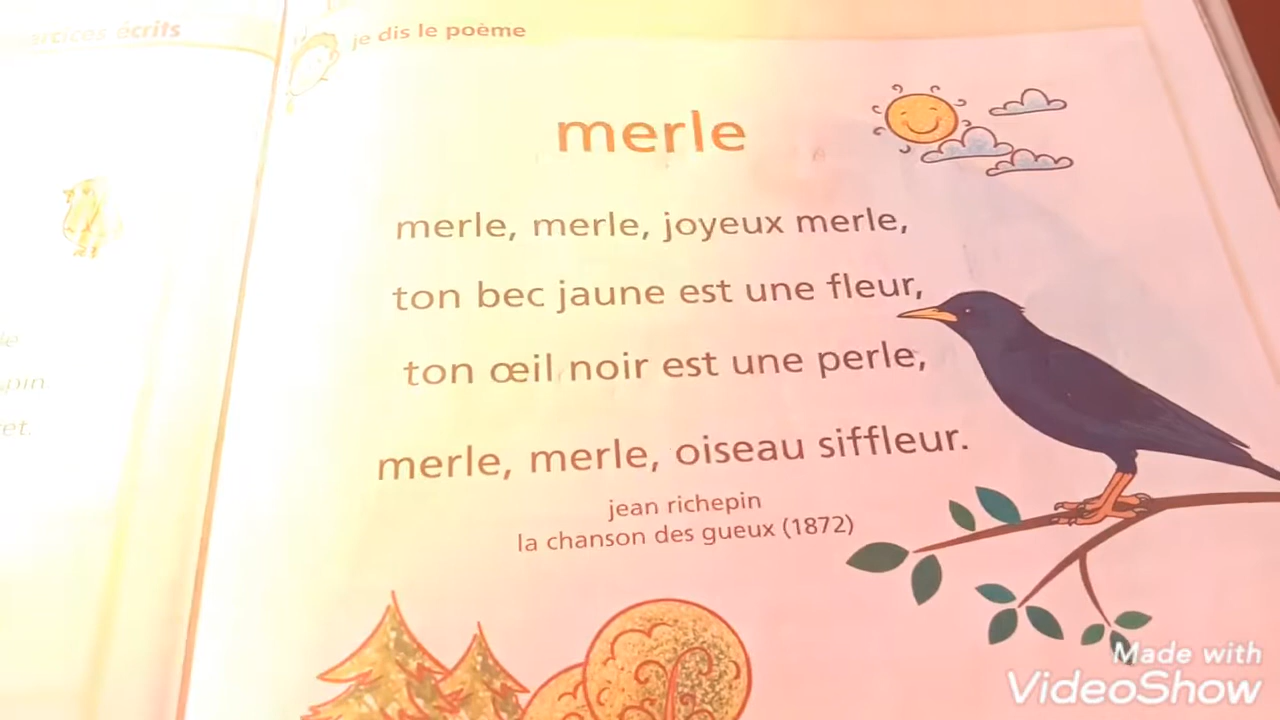 écrits
je dis le poème
merle
merle, merle, joyeux merle,
ton bec jaune est une fleur,
ton œil noir est une perle,
merle, merle, oiseau siffleur.
jean richepin
la chanson des gueux (1872)
Made with
VideoShow